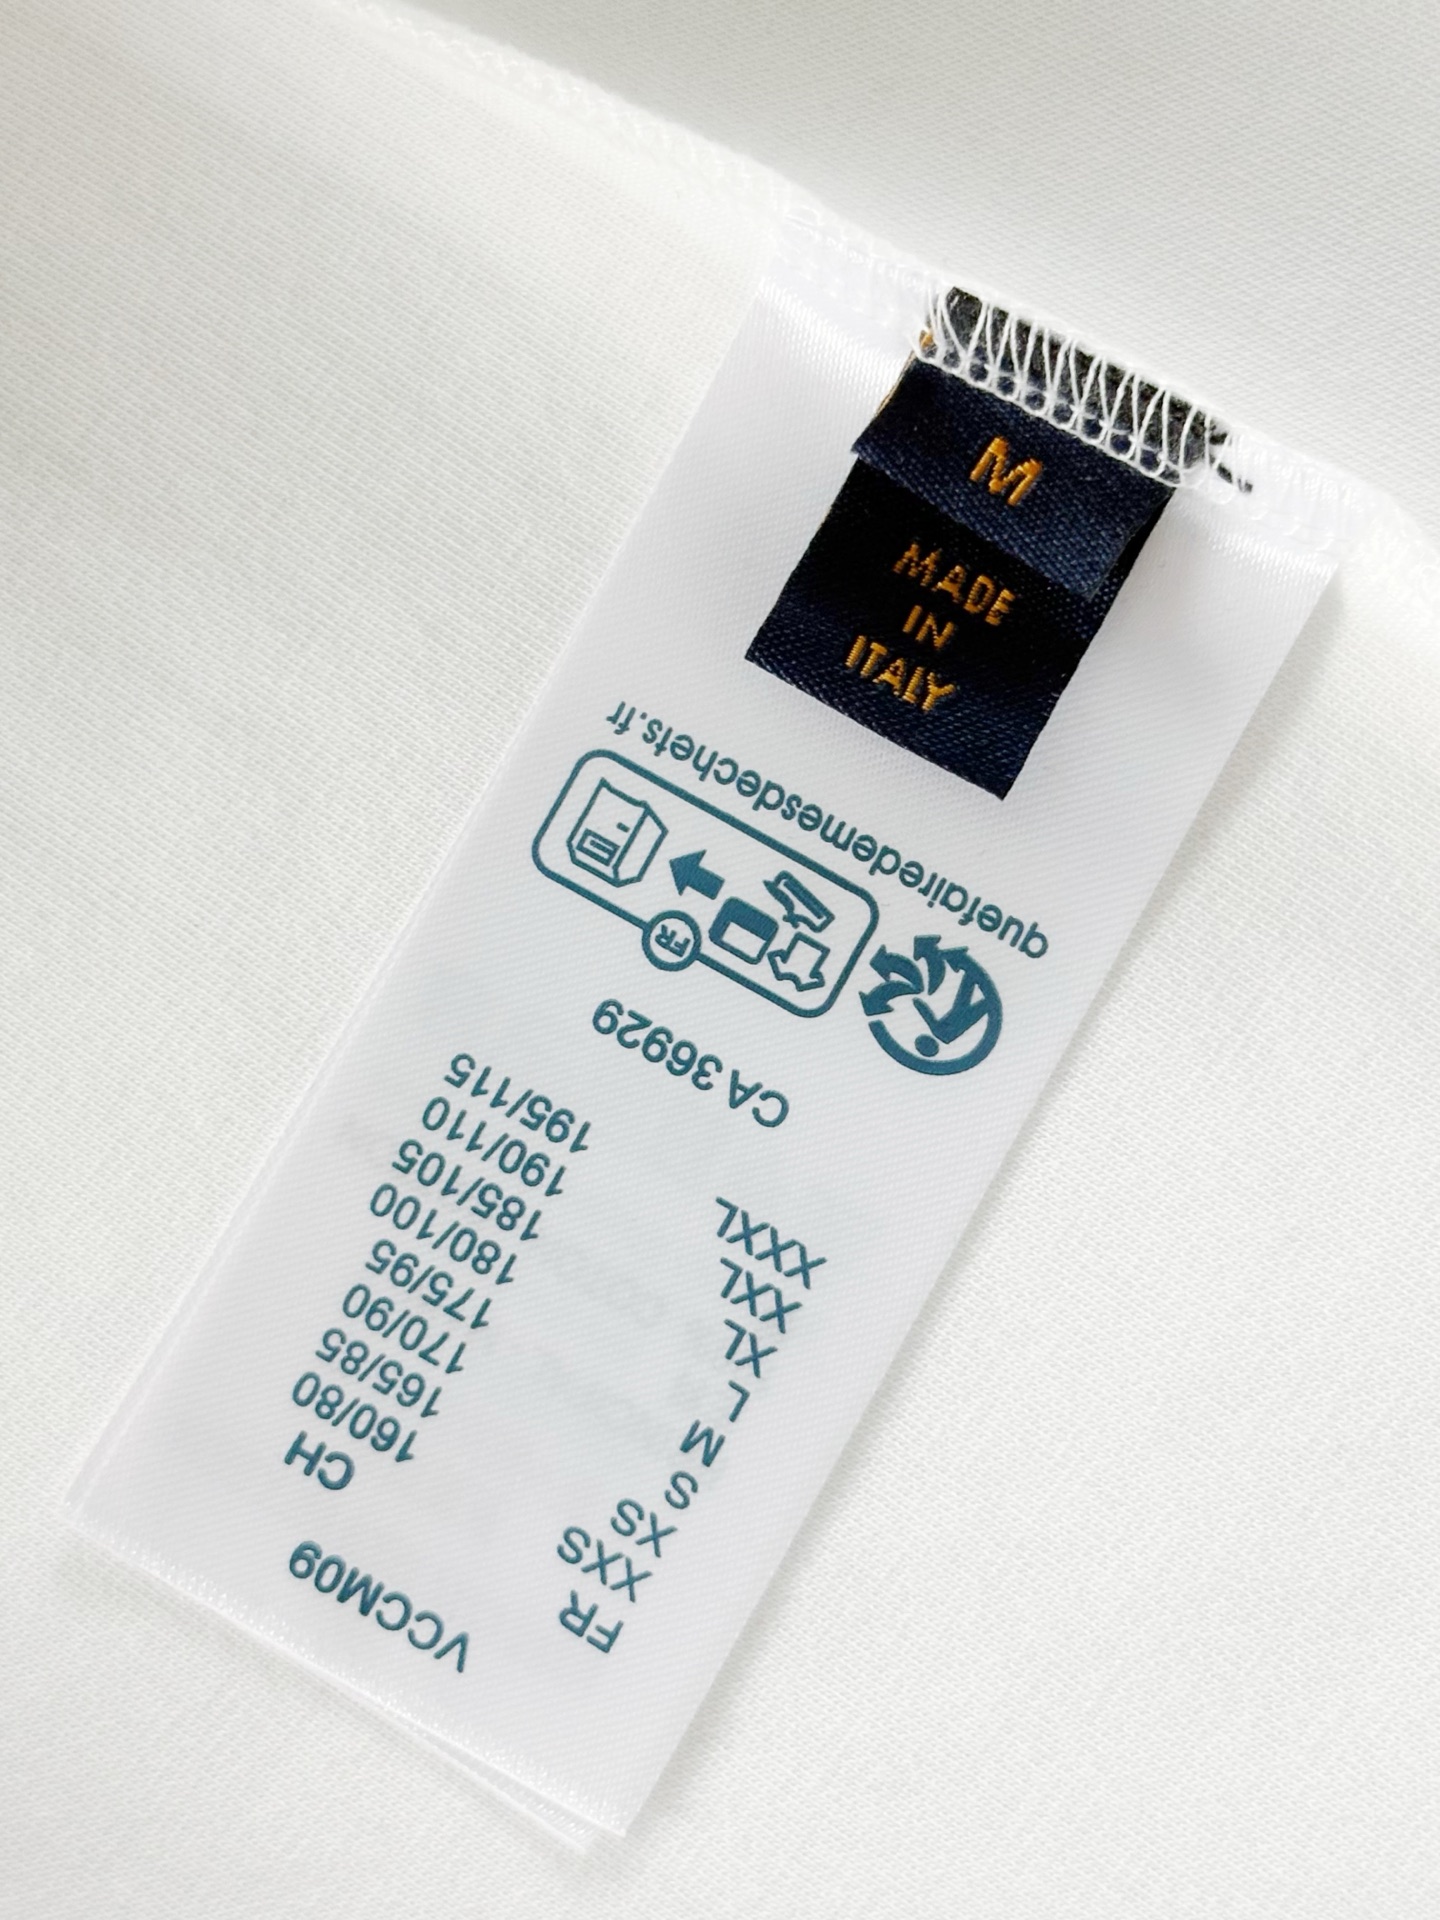 M
MADE
IN
ITALY
VCCM09
FR CH
XXS 160/80
XS 165/85
S 170/90
M 175/95
L 180/100
XL 185/105
XXL 190/110
XXXL 195/115
CA 36929
FR
quefairedemesdechets.fr